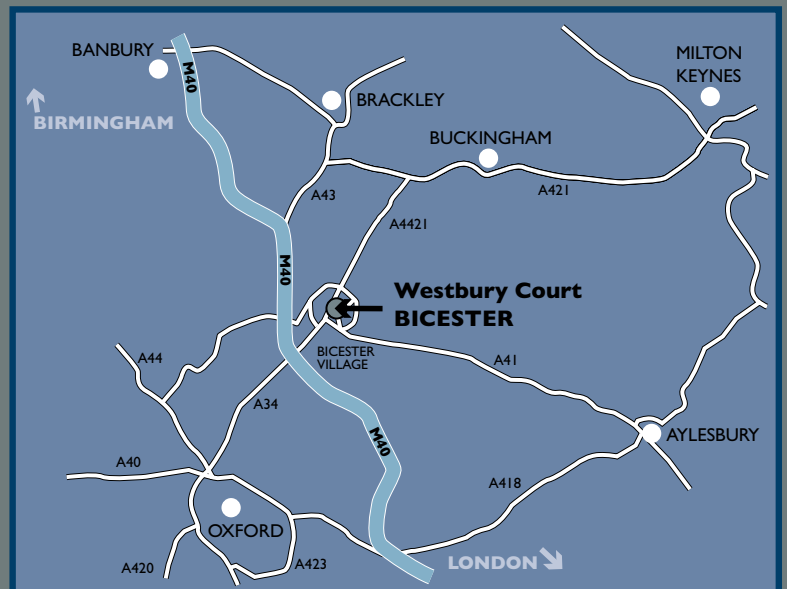 BANBURY
M40
BIRMINGHAM
BRACKLEY
BUCKINGHAM
MILTON
KEYNES
A43
A4421
A421
M40
Westbury Court
BICESTER
BICESTER
VILLAGE
A44
A34
A41
M40
AYLESBURY
A40
A418
OXFORD
A420
A423
LONDON